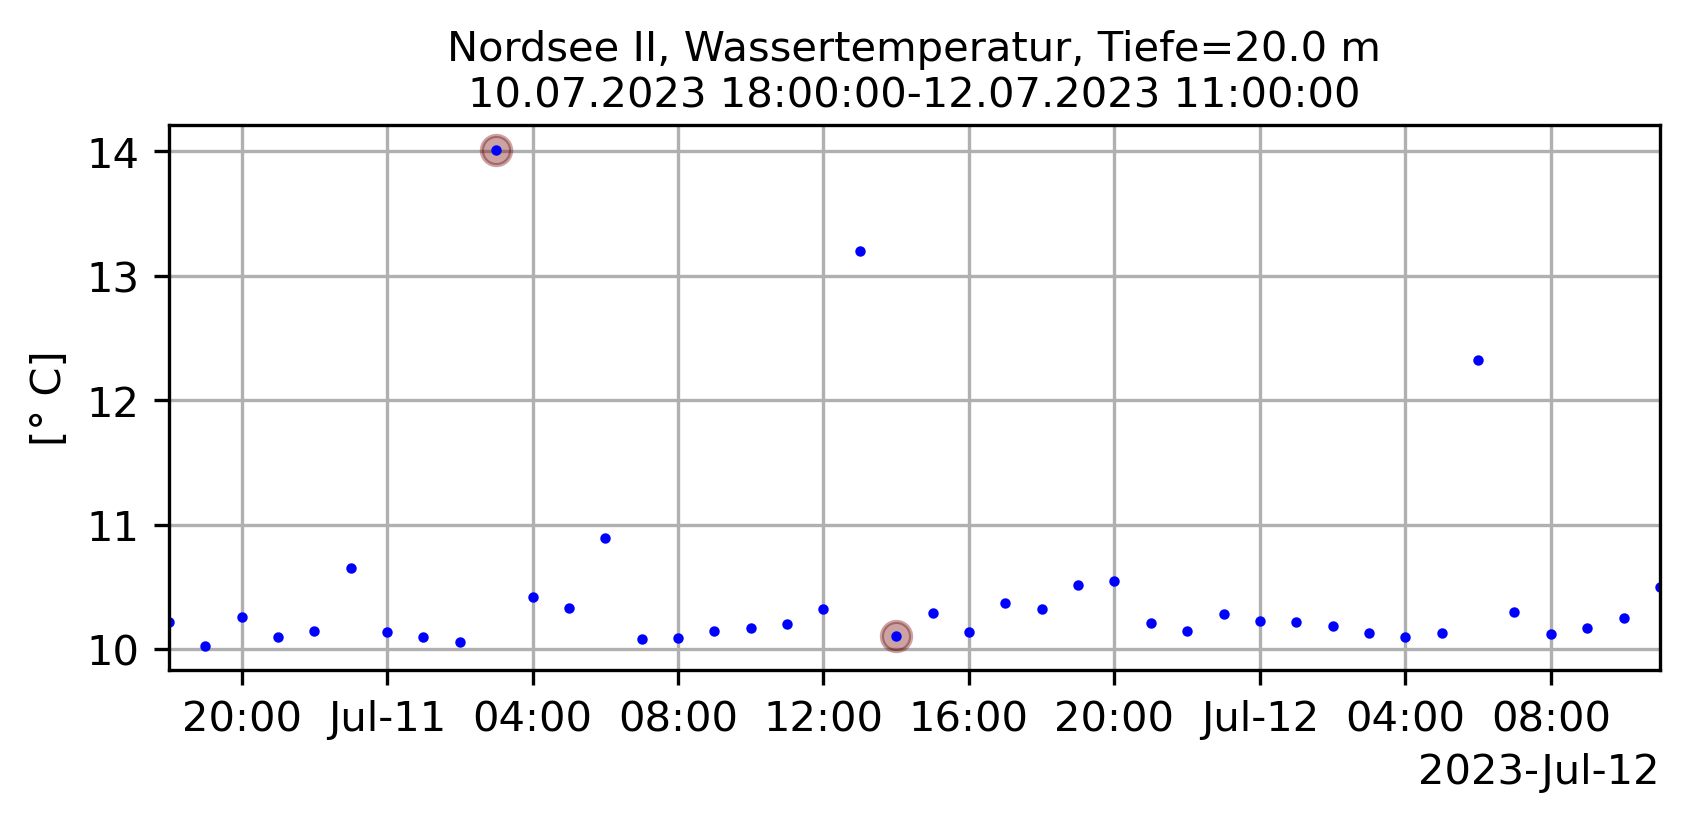 Nordsee II, Wassertemperatur, Tiefe=20.0 m
10.07.2023 18:00:00-12.07.2023 11:00:00
14
13
12
11
10
[° C]
20:00 Jul-11 04:00 08:00 12:00 16:00 20:00 Jul-12 04:00 08:00
2023-Jul-12